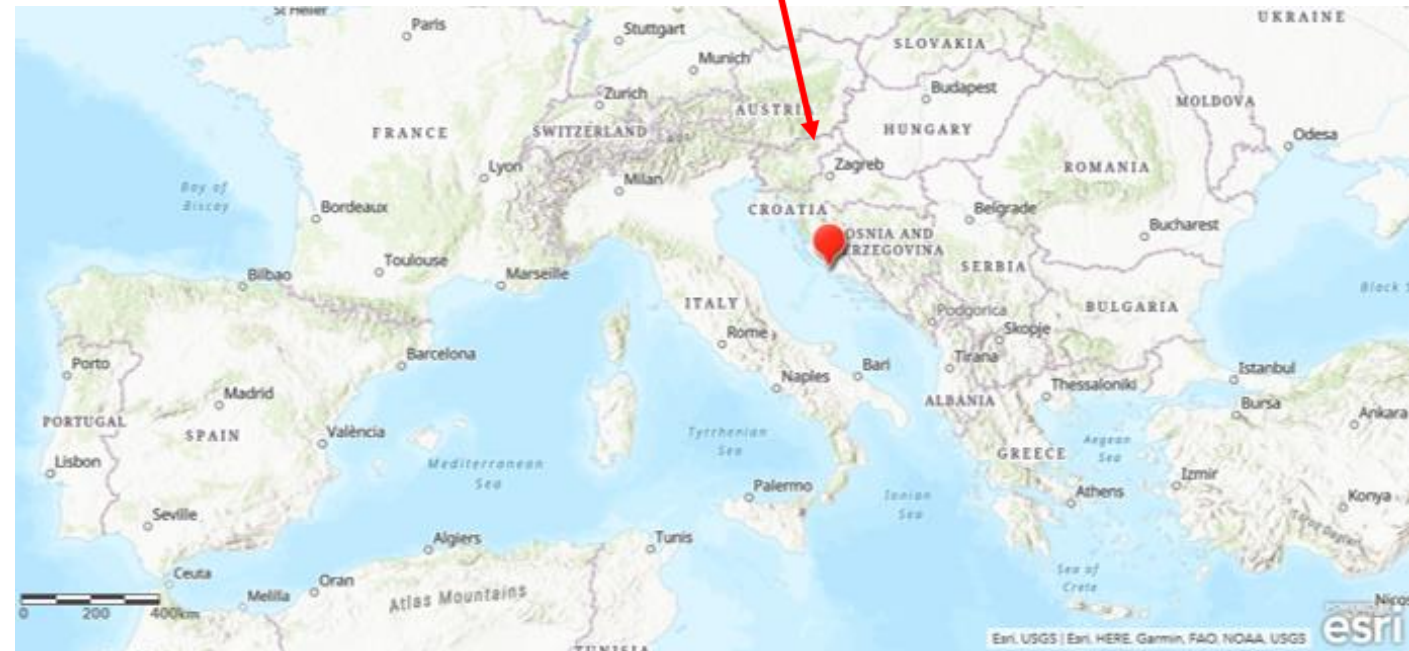 St Helier
Paris
Stuttgart
UKRAINE
SLOVAKIA
Munich
Zurich
Budapest
AUSTRIA
MOLDOVA
FRANCE
SWITZERLAND
HUNGARY
Odesa
Lyon
Milan
Zagreb
ROMANIA
Bay of
Biscay
Bordeaux
CROATIA
Belgrade
Bucharest
OSNIA AND
ERZEGOVINA
Toulouse
Marseille
Bilbao
SERBIA
ITALY
Podgorica
BULGARIA
Black S
Rome
Skopje
Barcelona
Tirana
Porto
Naples
Bari
Istanbul
Madrid
Thessaloniki
Bursa
ALBANIA
Ankara
PORTUGAL
SPAIN
València
Tyrrhenian
Sea
Aegean
Sea
GREECE
Lisbon
Mediterranean
Sea
Izmir
Palermo
Ionian
Sea
Athens
Konya
Seville
Algiers
Tunis
Ceuta
Oran
Melilla
Atlas Mountains
Sea of
Crete
Nicos
0 200 400km
Esri, USGS | Esri, HERE, Garmin, FAO, NOAA, USGS
esri
TUNISIA